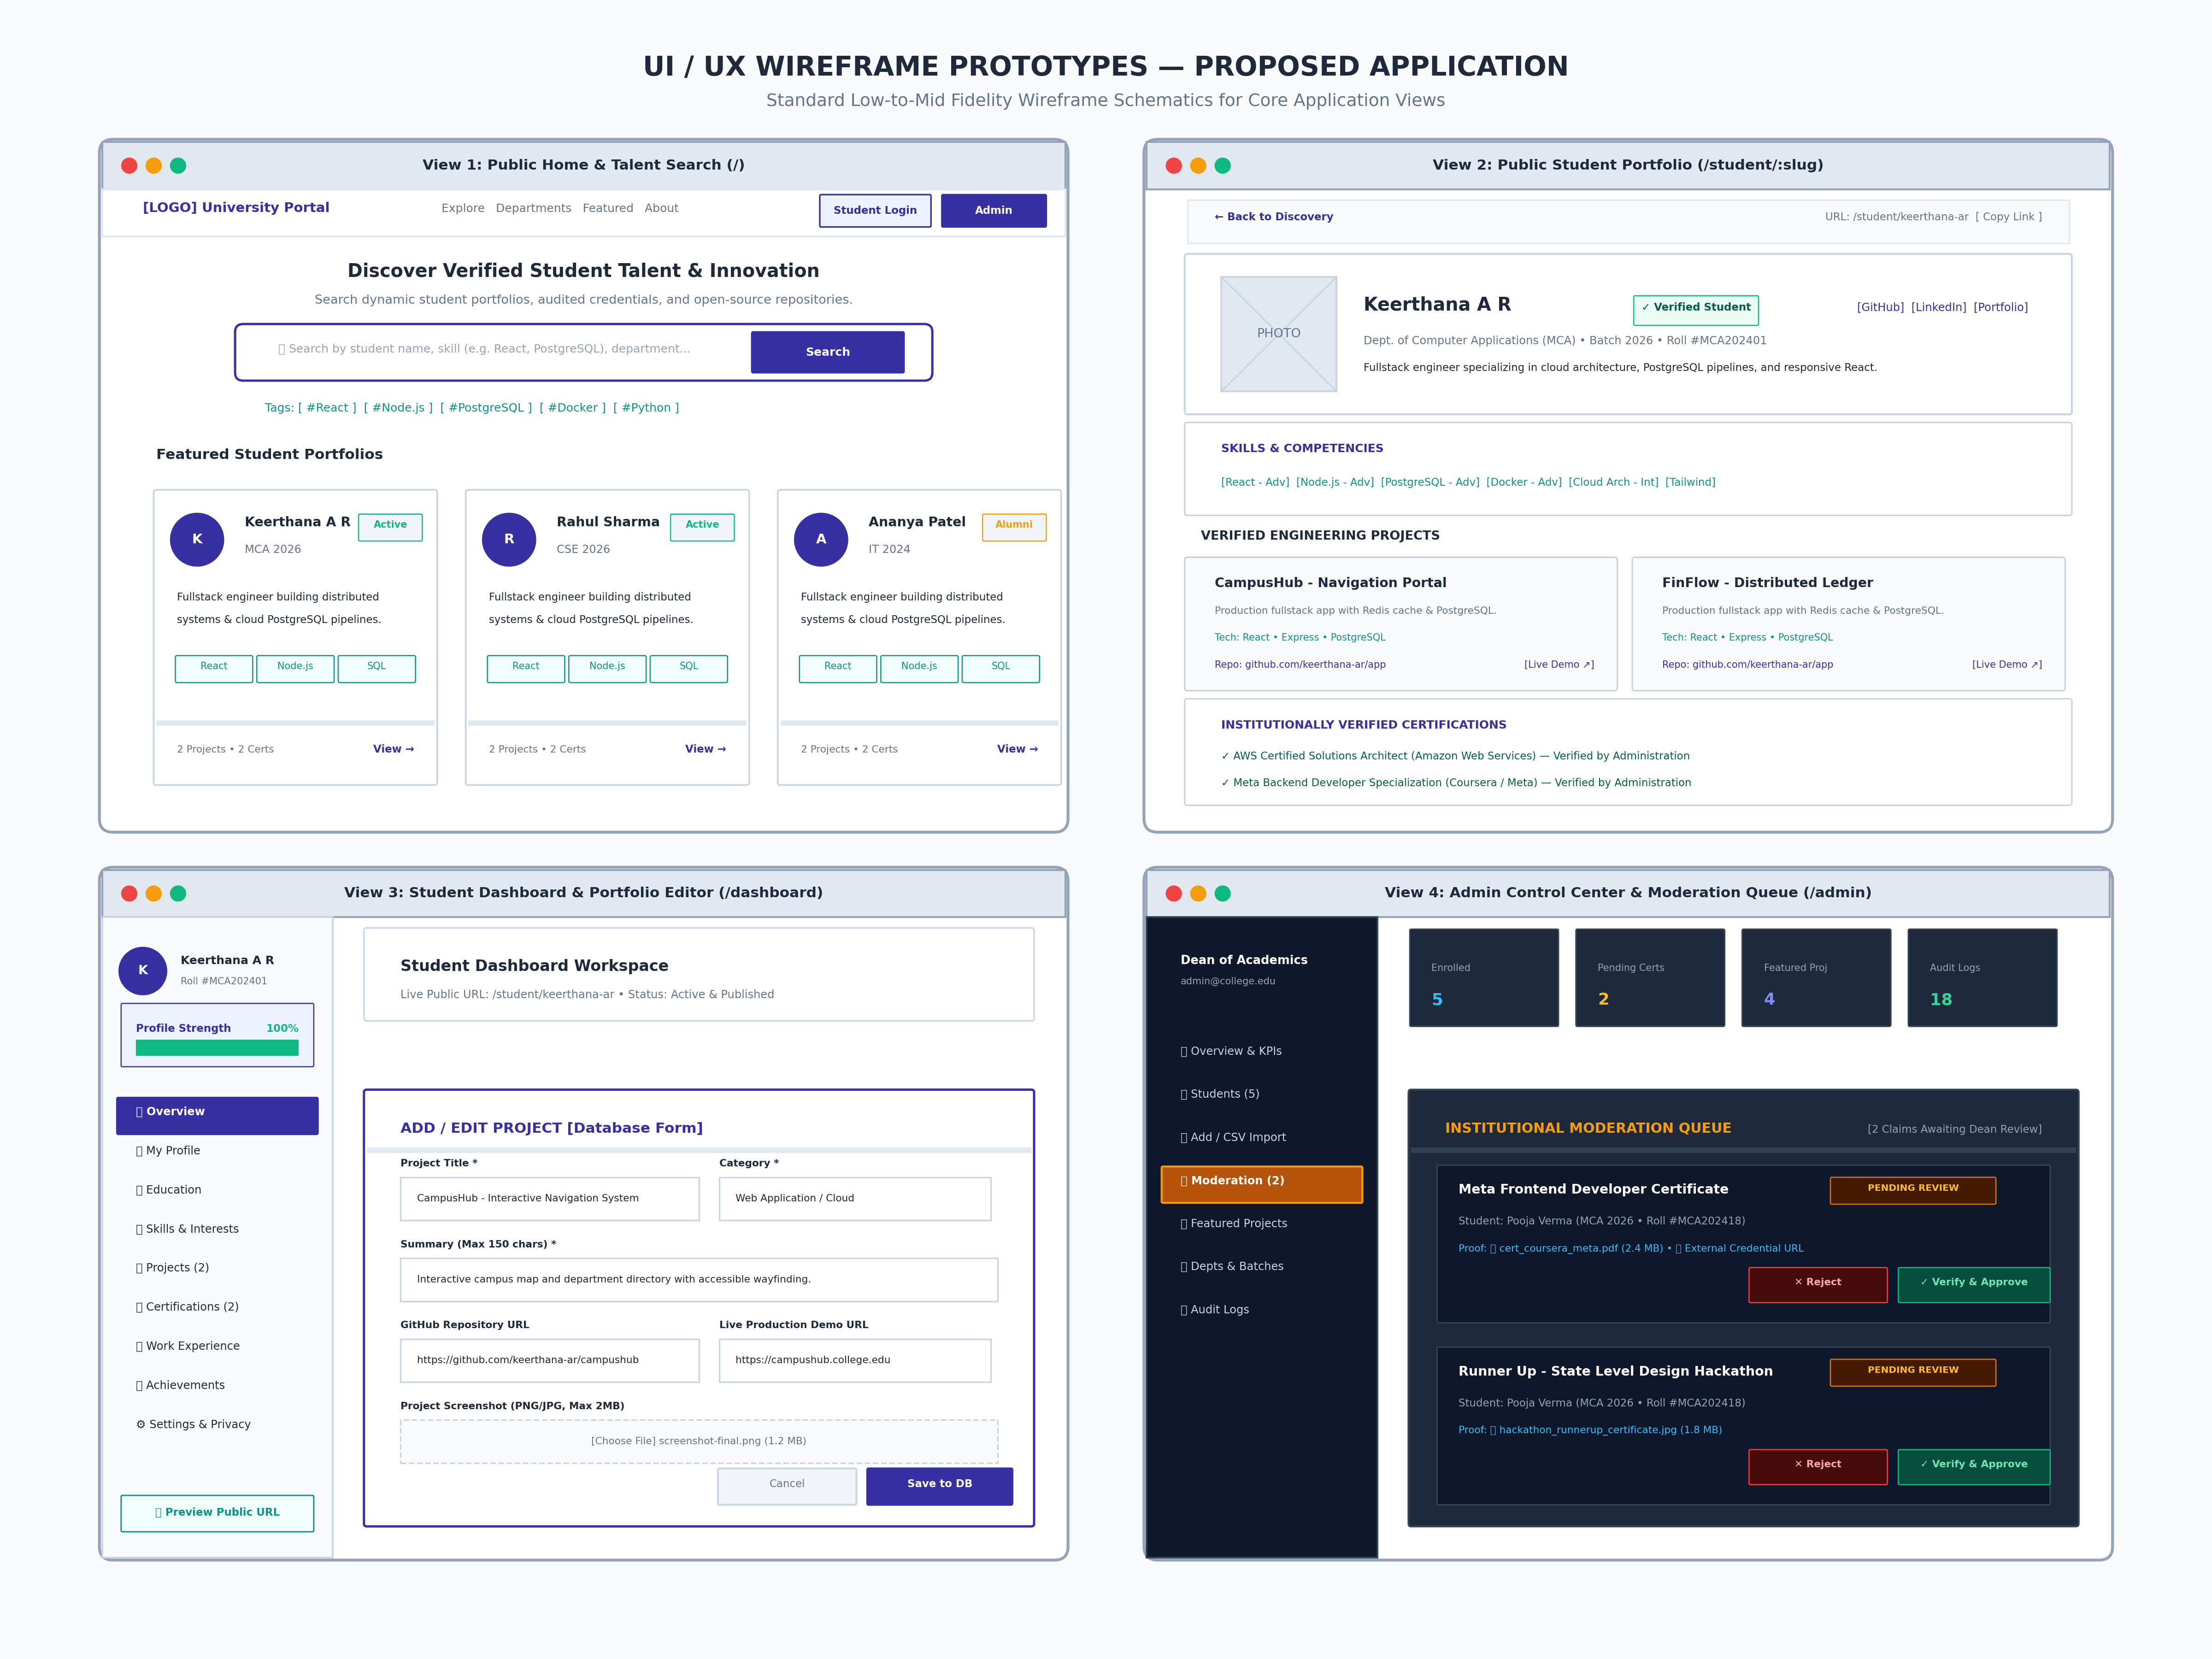 UI / UX WIREFRAME PROTOTYPES — PROPOSED APPLICATION
Standard Low-to-Mid Fidelity Wireframe Schematics for Core Application Views
View 1: Public Home & Talent Search (/)
[LOGO] University Portal
Explore Departments Featured About
Student Login
Admin
Discover Verified Student Talent & Innovation
Search dynamic student portfolios, audited credentials, and open-source repositories.
Search by student name, skill (e.g. React, PostgreSQL), department...
Search
Tags: [ #React ] [ #Node.js ] [ #PostgreSQL ] [ #Docker ] [ #Python ]
Featured Student Portfolios
K
Keerthana A R
Active
MCA 2026
Fullstack engineer building distributed
systems & cloud PostgreSQL pipelines.
React
Node.js
SQL
2 Projects • 2 Certs
View →
R
Rahul Sharma
Active
CSE 2026
Fullstack engineer building distributed
systems & cloud PostgreSQL pipelines.
React
Node.js
SQL
2 Projects • 2 Certs
View →
A
Ananya Patel
Alumni
IT 2024
Fullstack engineer building distributed
systems & cloud PostgreSQL pipelines.
React
Node.js
SQL
2 Projects • 2 Certs
View →
View 2: Public Student Portfolio (/student/:slug)
← Back to Discovery
URL: /student/keerthana-ar [ Copy Link ]
PHOTO
Keerthana A R
✓ Verified Student
[GitHub] [LinkedIn] [Portfolio]
Dept. of Computer Applications (MCA) • Batch 2026 • Roll #MCA202401
Fullstack engineer specializing in cloud architecture, PostgreSQL pipelines, and responsive React.
SKILLS & COMPETENCIES
[React - Adv] [Node.js - Adv] [PostgreSQL - Adv] [Docker - Adv] [Cloud Arch - Int] [Tailwind]
VERIFIED ENGINEERING PROJECTS
CampusHub - Navigation Portal
Production fullstack app with Redis cache & PostgreSQL.
Tech: React • Express • PostgreSQL
Repo: github.com/keerthana-ar/app
[Live Demo ↗]
FinFlow - Distributed Ledger
Production fullstack app with Redis cache & PostgreSQL.
Tech: React • Express • PostgreSQL
Repo: github.com/keerthana-ar/app
[Live Demo ↗]
INSTITUTIONALLY VERIFIED CERTIFICATIONS
✓ AWS Certified Solutions Architect (Amazon Web Services) — Verified by Administration
✓ Meta Backend Developer Specialization (Coursera / Meta) — Verified by Administration
View 3: Student Dashboard & Portfolio Editor (/dashboard)
K
Keerthana A R
Roll #MCA202401
Profile Strength 100%
Overview
My Profile
Education
Skills & Interests
Projects (2)
Certifications (2)
Work Experience
Achievements
⚙ Settings & Privacy
Preview Public URL
Student Dashboard Workspace
Live Public URL: /student/keerthana-ar • Status: Active & Published
ADD / EDIT PROJECT [Database Form]
Project Title *
Category *
CampusHub - Interactive Navigation System
Web Application / Cloud
Summary (Max 150 chars) *
Interactive campus map and department directory with accessible wayfinding.
GitHub Repository URL
Live Production Demo URL
https://github.com/keerthana-ar/campushub
https://campushub.college.edu
Project Screenshot (PNG/JPG, Max 2MB)
[Choose File] screenshot-final.png (1.2 MB)
Cancel
Save to DB
View 4: Admin Control Center & Moderation Queue (/admin)
Dean of Academics
admin@college.edu
Overview & KPIs
Students (5)
Add / CSV Import
Moderation (2)
Featured Projects
Depts & Batches
Audit Logs
Enrolled
5
Pending Certs
2
Featured Proj
4
Audit Logs
18
INSTITUTIONAL MODERATION QUEUE
[2 Claims Awaiting Dean Review]
Meta Frontend Developer Certificate
PENDING REVIEW
Student: Pooja Verma (MCA 2026 • Roll #MCA202418)
Proof: cert_coursera_meta.pdf (2.4 MB) • External Credential URL
✕ Reject
✓ Verify & Approve
Runner Up - State Level Design Hackathon
PENDING REVIEW
Student: Pooja Verma (MCA 2026 • Roll #MCA202418)
Proof: hackathon_runnerup_certificate.jpg (1.8 MB)
✕ Reject
✓ Verify & Approve